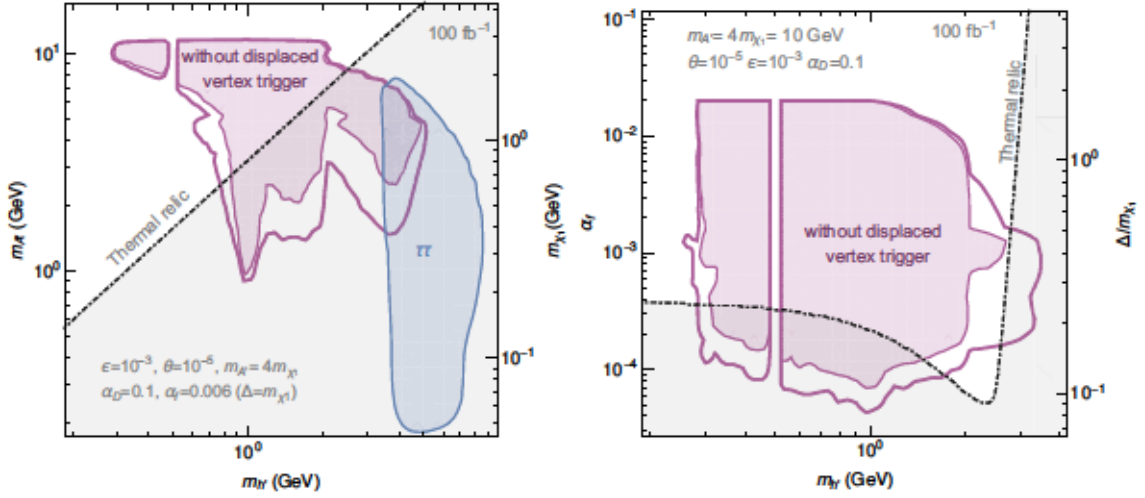 100 fb⁻¹
without displaced
vertex trigger
Thermal relic
ττ
ϵ=10⁻³, θ=10⁻⁵, m_A'=4m_χ₁
α_D=0.1, α_f=0.006 (Δ=m_χ₁)
10¹
10⁰
m_A' (GeV)
10⁰
10⁻¹
m_χ₁ (GeV)
10⁰
m_h' (GeV)
m_A'=4m_χ₁=10 GeV
100 fb⁻¹
θ=10⁻⁵ ϵ=10⁻³ α_D=0.1
Thermal relic
without displaced
vertex trigger
10⁻¹
10⁻²
10⁻³
10⁻⁴
α_f
10⁰
10⁻¹
Δ/m_χ₁
10⁰
m_h' (GeV)